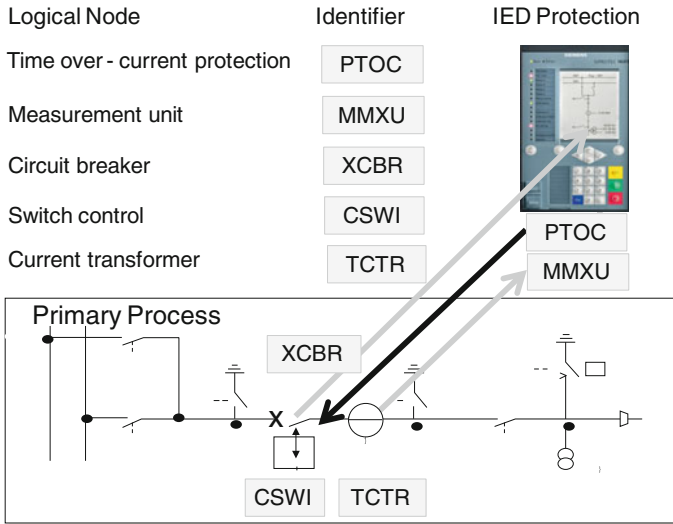 Logical Node Identifier IED Protection
Time over - current protection PTOC
Measurement unit MMXU
Circuit breaker XCBR
Switch control CSWI
Current transformer TCTR
PTOC
MMXU
Primary Process
XCBR
X
CSWI TCTR